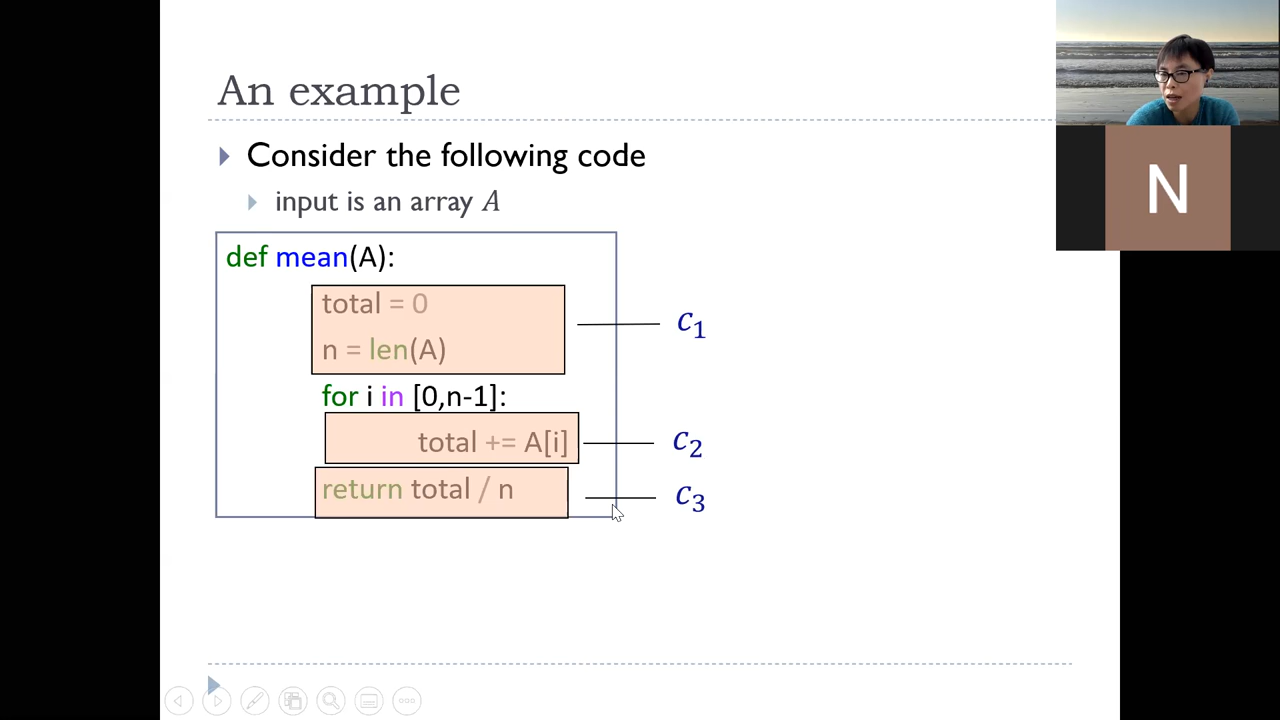 An example
Consider the following code
input is an array A
def mean(A):
total = 0
n = len(A)
c₁
for i in [0,n-1]:
total += A[i]
c₂
return total / n
c₃
N